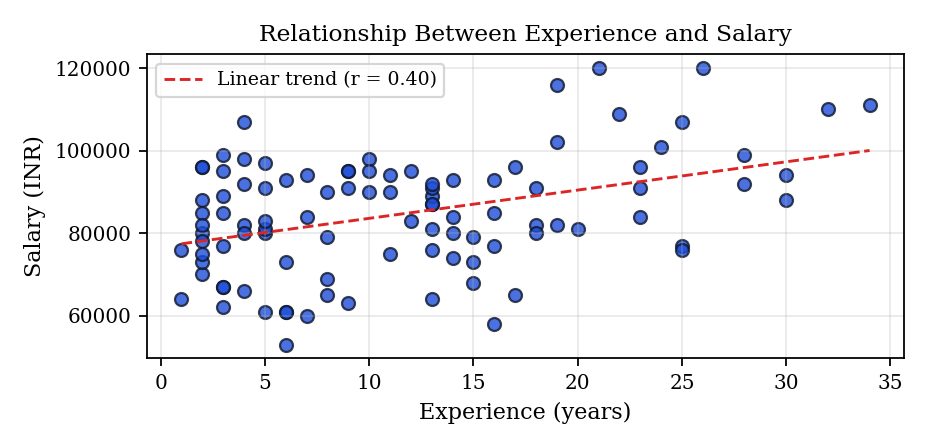 Relationship Between Experience and Salary
Linear trend (r = 0.40)
Salary (INR)
120000
100000
80000
60000
0 5 10 15 20 25 30 35
Experience (years)